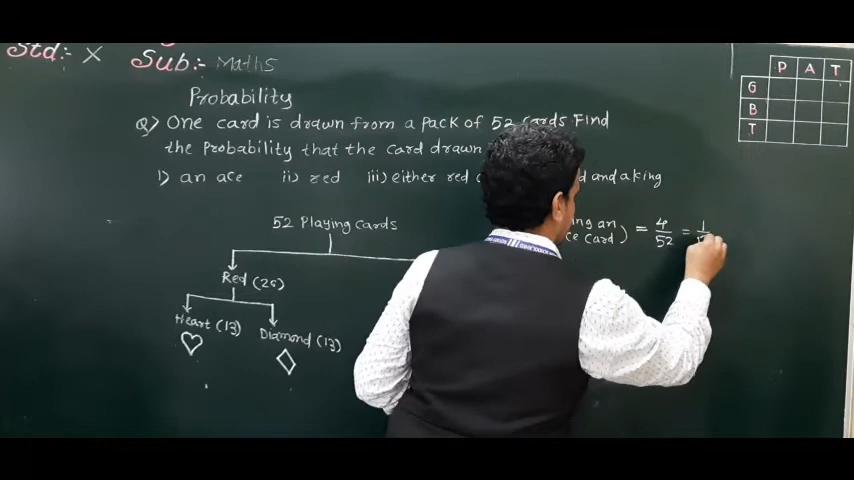 Std:- X
Sub:- Maths
P A T
G
B
T
Probability
Q> One card is drawn from a pack of 52 cards Find
the Probability that the card drawn
i> an ace ii> red iii> either red and a king
52 Playing cards
Red (26)
Heart (13) Diamond (13)
an
card) = 4/52 = 1/